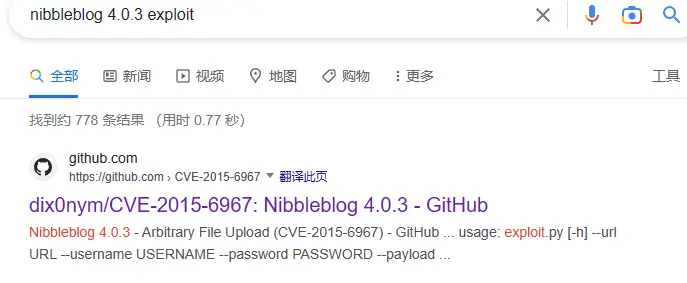 nibbleblog 4.0.3 exploit
全部 新闻 视频 地图 购物 更多 工具
找到约 778 条结果 （用时 0.77 秒）
github.com
https://github.com › CVE-2015-6967 翻译此页
dix0nym/CVE-2015-6967: Nibbleblog 4.0.3 - GitHub
Nibbleblog 4.0.3 - Arbitrary File Upload (CVE-2015-6967) - GitHub ... usage: exploit.py [-h] --url
URL --username USERNAME --password PASSWORD --payload ...